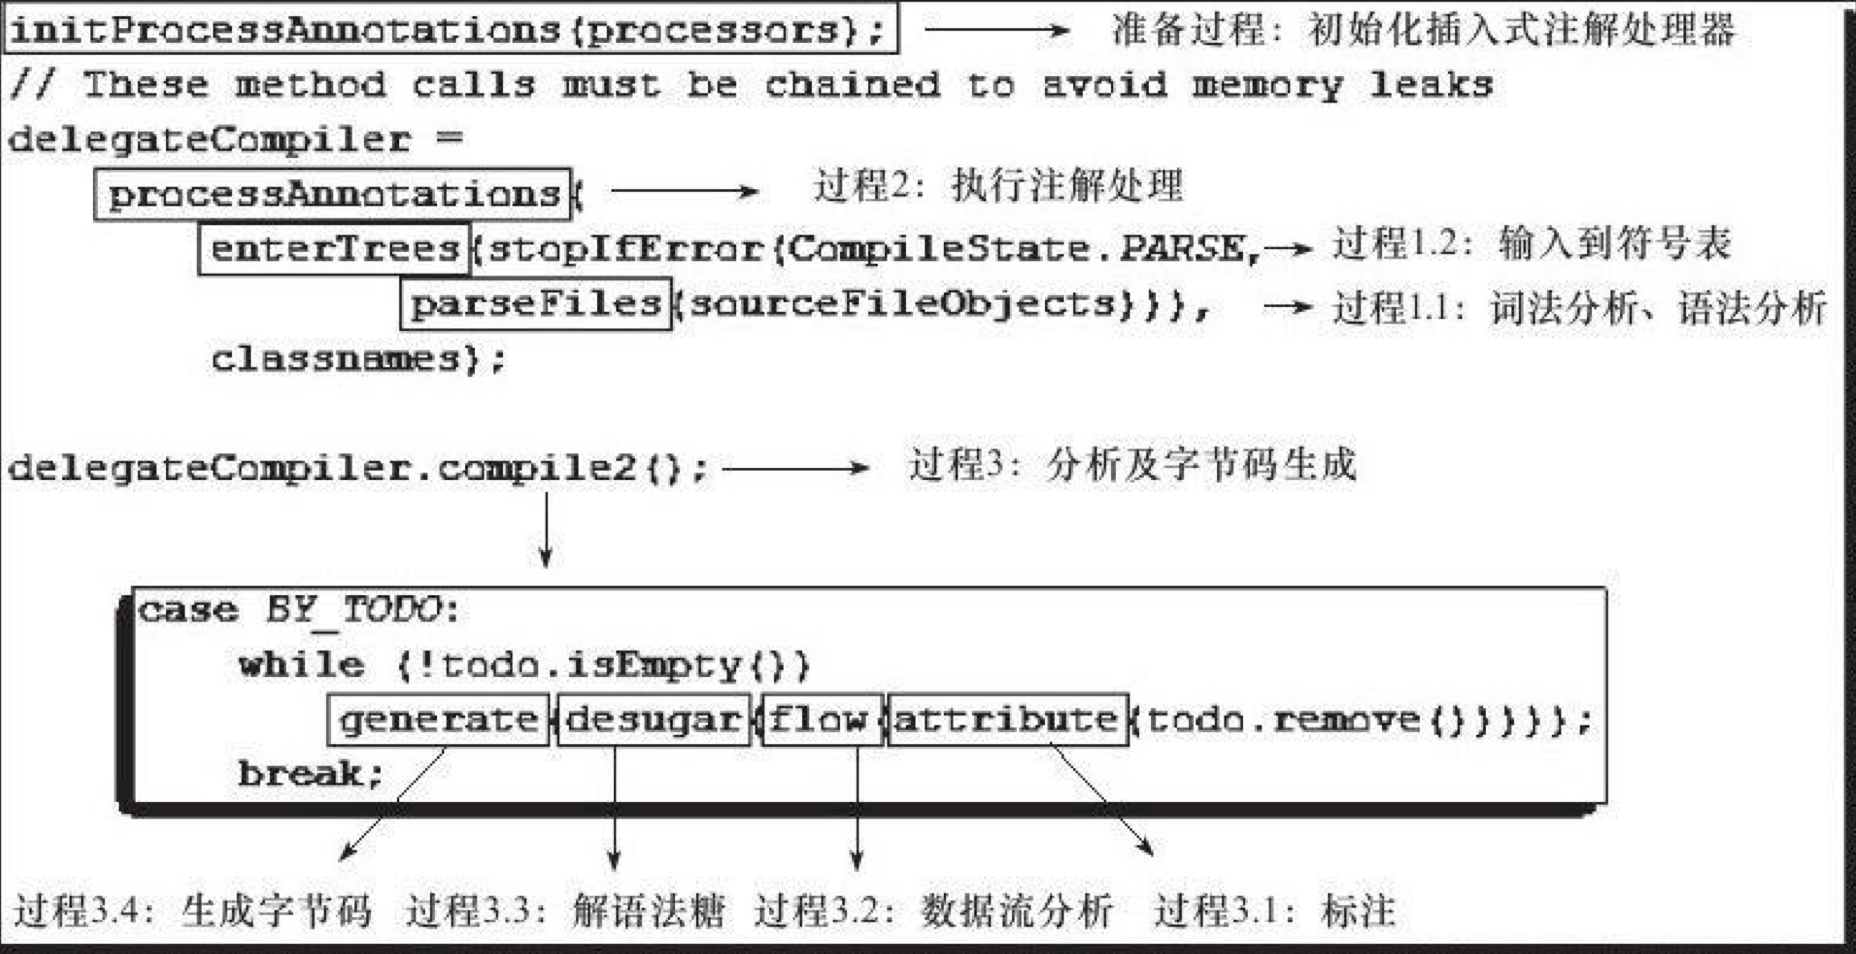 initProcessAnnotations(processors); 准备过程：初始化插入式注解处理器
// These method calls must be chained to avoid memory leaks
delegateCompiler =
processAnnotations( 过程2：执行注解处理
enterTrees(stopIfError(CompileState.PARSE, 过程1.2：输入到符号表
parseFiles(sourceFileObjects))), 过程1.1：词法分析、语法分析
classnames);
delegateCompiler.compile2(); 过程3：分析及字节码生成
case BY_TODO:
while (!todo.isEmpty())
generate(desugar(flow(attribute(todo.remove()))));
break;
过程3.4：生成字节码 过程3.3：解语法糖 过程3.2：数据流分析 过程3.1：标注